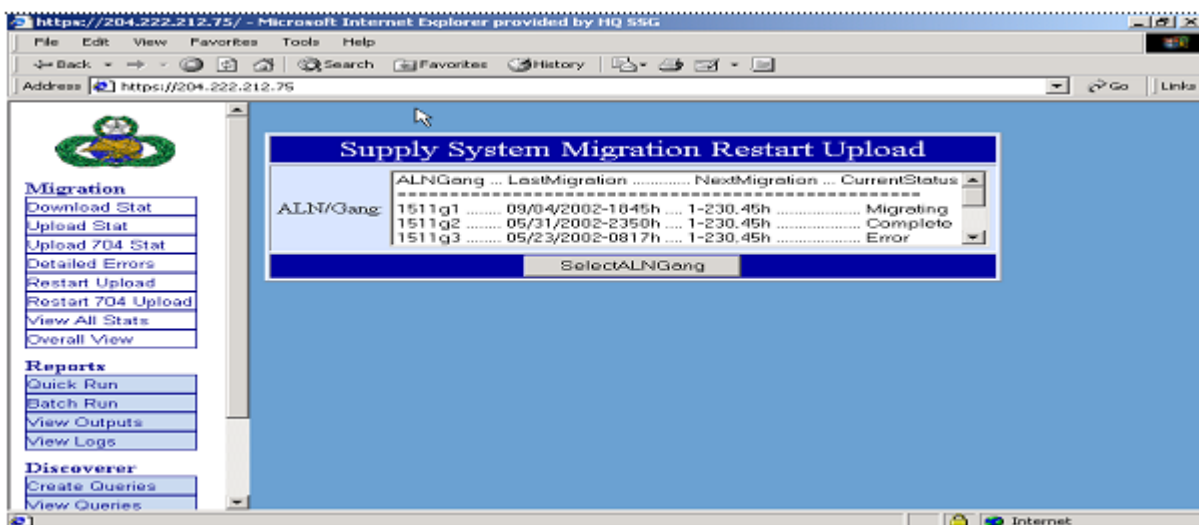 https://204.222.212.75/ - Microsoft Internet Explorer provided by HQ SSG
File Edit View Favorites Tools Help
Back Search Favorites History
Address https://204.222.212.75 Go Links
Supply System Migration Restart Upload
ALN/Gang:
ALNGang ... LastMigration ............. NextMigration ... CurrentStatus
===============================================
1511g1 ........ 09/04/2002-1845h .... 1-230.45h ................... Migrating
1511g2 ........ 05/31/2002-2350h .... 1-230.45h ................... Complete
1511g3 ........ 05/23/2002-0817h .... 1-230.45h ................... Error
SelectALNGang
Migration
Download Stat
Upload Stat
Upload 704 Stat
Detailed Errors
Restart Upload
Restart 704 Upload
View All Stats
Overall View
Reports
Quick Run
Batch Run
View Outputs
View Logs
Discoverer
Create Queries
View Queries
Internet